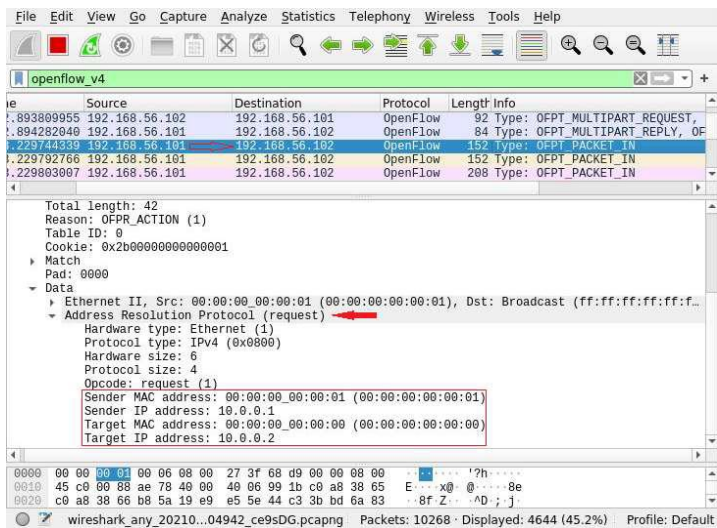 File Edit View Go Capture Analyze Statistics Telephony Wireless Tools Help
openflow_v4
e Source Destination Protocol Length Info
.893809955 192.168.56.102 192.168.56.101 OpenFlow 92 Type: OFPT_MULTIPART_REQUEST,
.894282040 192.168.56.101 192.168.56.102 OpenFlow 84 Type: OFPT_MULTIPART_REPLY, OF
.229744339 192.168.56.101 192.168.56.102 OpenFlow 152 Type: OFPT_PACKET_IN
.229792766 192.168.56.101 192.168.56.102 OpenFlow 152 Type: OFPT_PACKET_IN
.229803007 192.168.56.101 192.168.56.102 OpenFlow 208 Type: OFPT_PACKET_IN
Total length: 42
Reason: OFPR_ACTION (1)
Table ID: 0
Cookie: 0x2b00000000000001
Match
Pad: 0000
Data
Ethernet II, Src: 00:00:00_00:00:01 (00:00:00:00:00:01), Dst: Broadcast (ff:ff:ff:ff:ff:f…
Address Resolution Protocol (request)
Hardware type: Ethernet (1)
Protocol type: IPv4 (0x0800)
Hardware size: 6
Protocol size: 4
Opcode: request (1)
Sender MAC address: 00:00:00_00:00:01 (00:00:00:00:00:01)
Sender IP address: 10.0.0.1
Target MAC address: 00:00:00_00:00:00 (00:00:00:00:00:00)
Target IP address: 10.0.0.2
0000 00 00 00 01 00 06 08 00 27 3f 68 d9 00 00 08 00 ········ '?h·····
0010 45 c0 00 88 ae 78 40 00 40 06 99 1b c0 a8 38 65 E····x@· @·····8e
0020 c0 a8 38 66 b8 5a 19 e9 e5 5e 44 c3 3b bd 6a 83 ··8f·Z·· ·^D·;·j·
wireshark_any_20210...04942_ce9sDG.pcapng Packets: 10268 · Displayed: 4644 (45.2%) Profile: Default